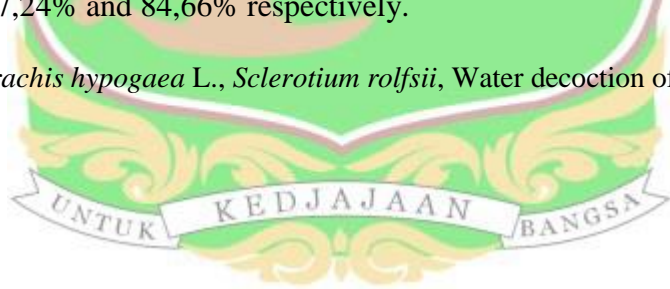 7,24% and 84,66% respectively.
rachis hypogaea L., Sclerotium rolfsii, Water decoction of
UNTUK KEDJAJAAN BANGSA